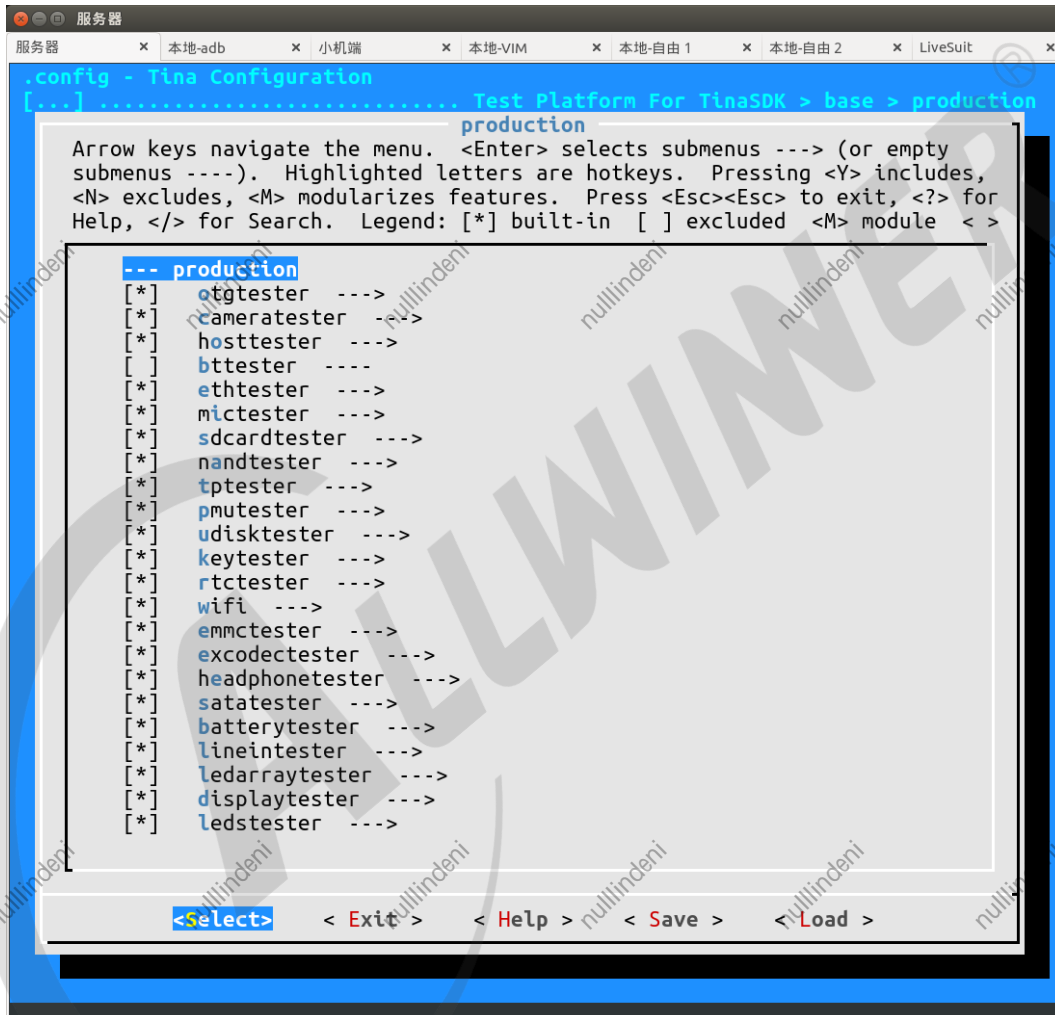 服务器
服务器 × 本地-adb × 小机端 × 本地-VIM × 本地-自由 1 × 本地-自由 2 × LiveSuit ×
.config - Tina Configuration
[...] ............................. Test Platform For TinaSDK > base > production
production
Arrow keys navigate the menu.  <Enter> selects submenus ---> (or empty
submenus ----).  Highlighted letters are hotkeys.  Pressing <Y> includes,
<N> excludes, <M> modularizes features.  Press <Esc><Esc> to exit, <?> for
Help, </> for Search.  Legend: [*] built-in  [ ] excluded  <M> module  < >
--- production
[*]   otgtester  --->
[*]   cameratester  --->
[*]   hosttester  --->
[ ]   bttester  ----
[*]   ethtester  --->
[*]   mictester  --->
[*]   sdcardtester  --->
[*]   nandtester  --->
[*]   tptester  --->
[*]   pmutester  --->
[*]   udisktester  --->
[*]   keytester  --->
[*]   rtctester  --->
[*]   wifi  --->
[*]   emmctester  --->
[*]   excodectester  --->
[*]   headphonetester  --->
[*]   satatester  --->
[*]   batterytester  --->
[*]   lineintester  --->
[*]   ledarraytester  --->
[*]   displaytester  --->
[*]   ledstester  --->
<Select>    < Exit >    < Help >    < Save >    < Load >
ALLWINNER ®
nulllindeni